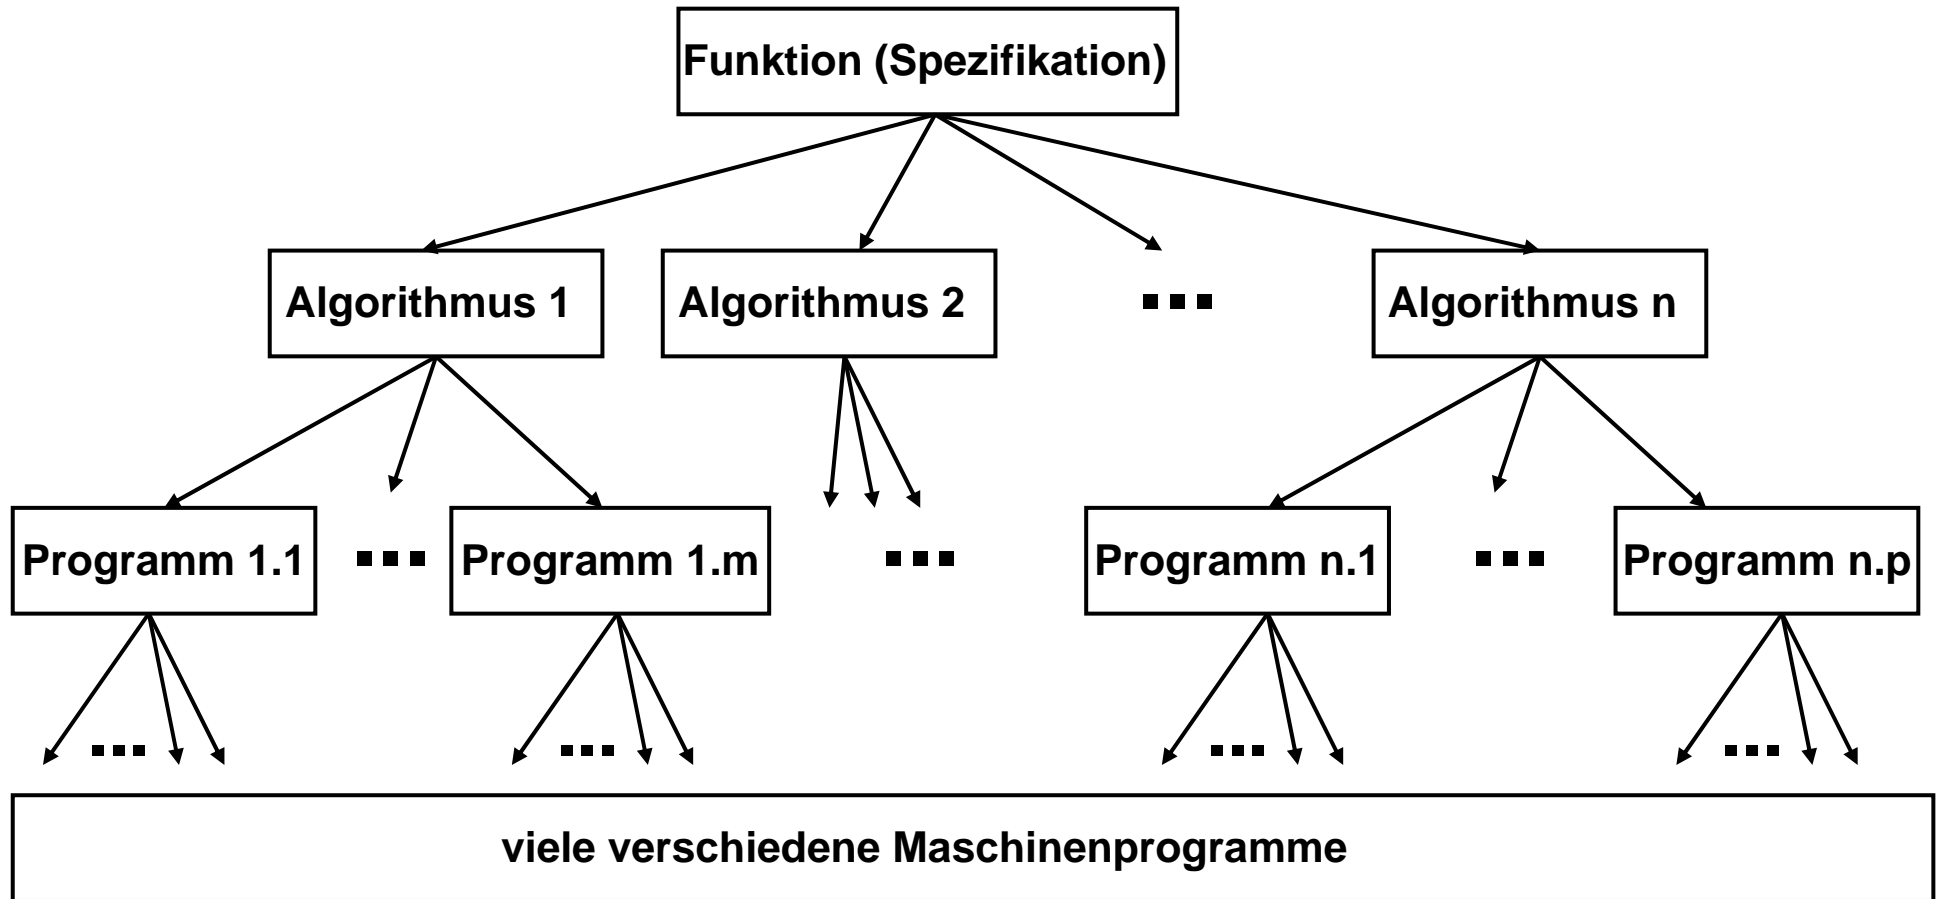 Funktion (Spezifikation)
Algorithmus 1
Algorithmus 2
...
Algorithmus n
Programm 1.1
...
Programm 1.m
...
Programm n.1
...
Programm n.p
...
...
...
...
viele verschiedene Maschinenprogramme